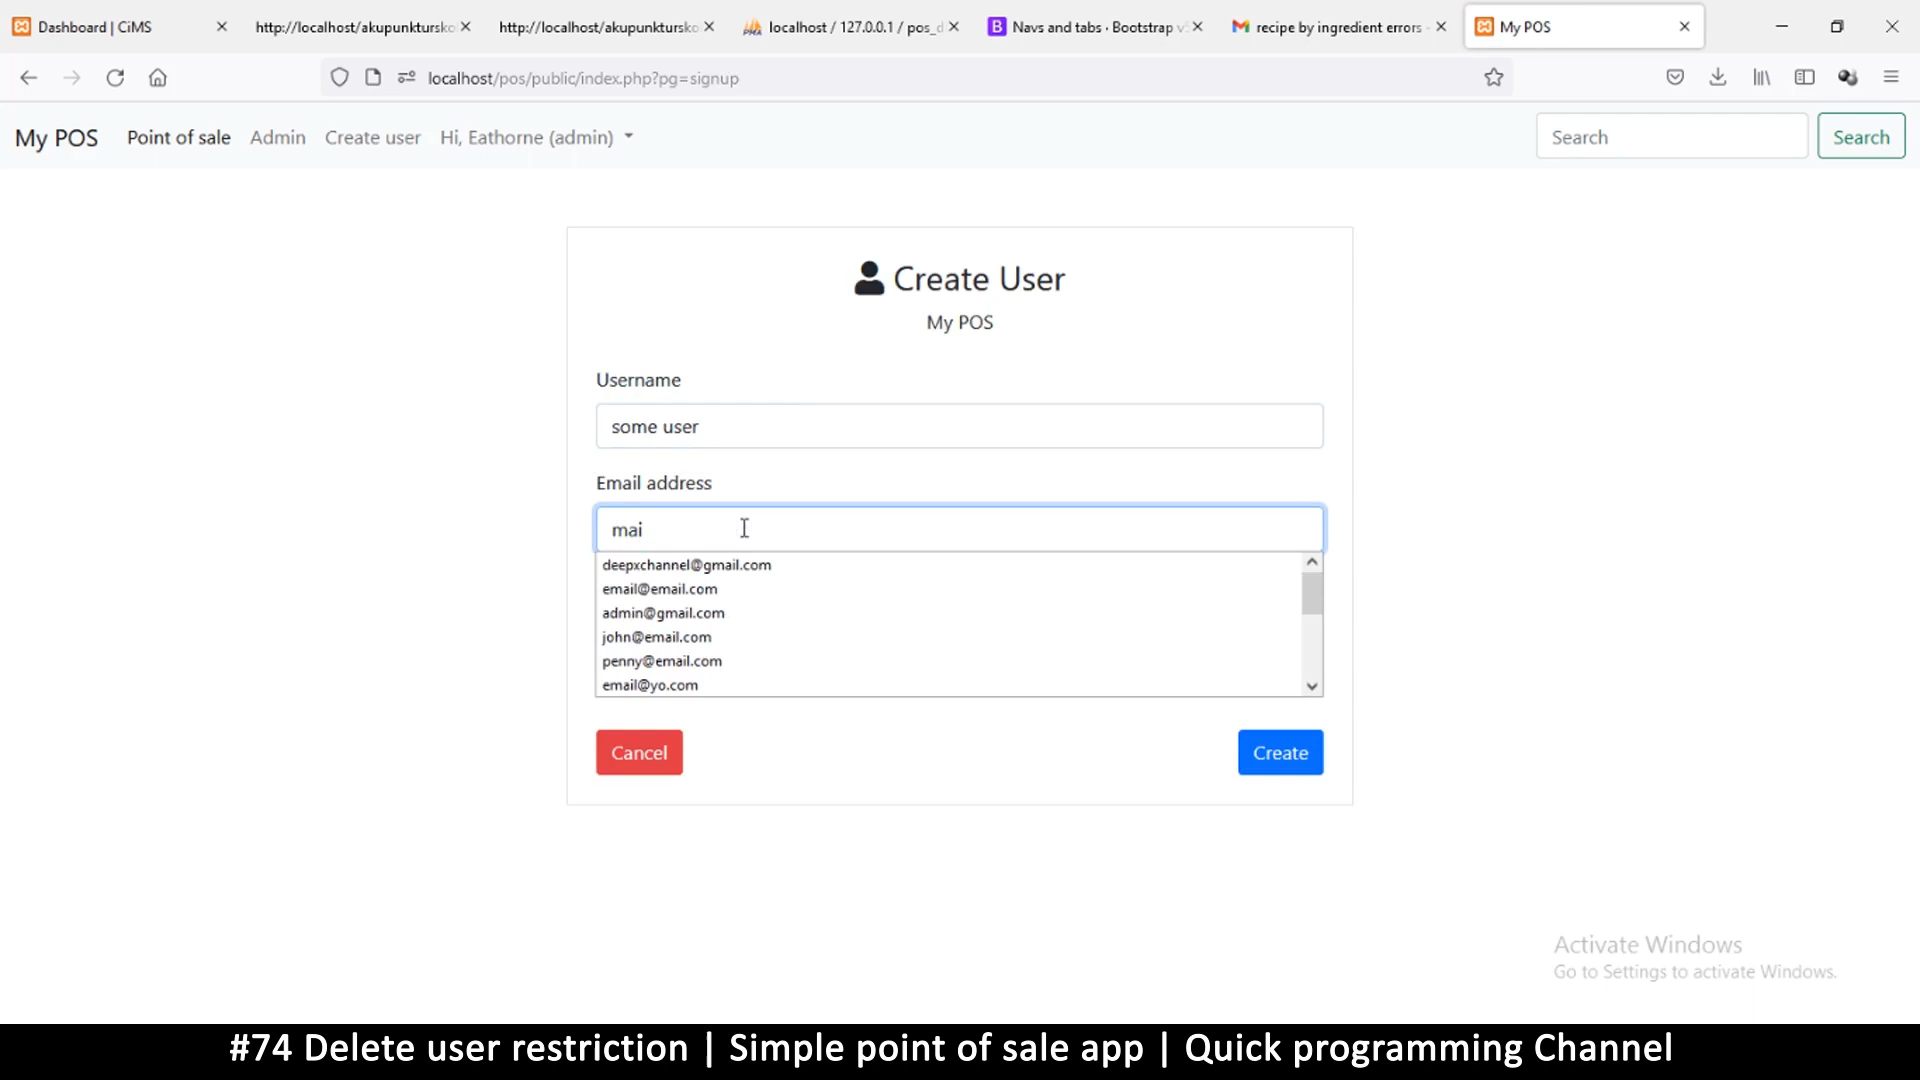 Dashboard | CiMS
http://localhost/akupunktursko
http://localhost/akupunktursko
localhost / 127.0.0.1 / pos_d
Navs and tabs · Bootstrap v5
recipe by ingredient errors -
My POS
localhost/pos/public/index.php?pg=signup
My POS
Point of sale
Admin
Create user
Hi, Eathorne (admin)
Search
Search
Create User
My POS
Username
some user
Email address
mai
deepxchannel@gmail.com
email@email.com
admin@gmail.com
john@email.com
penny@email.com
email@yo.com
Cancel
Create
Activate Windows
Go to Settings to activate Windows.
#74 Delete user restriction | Simple point of sale app | Quick programming Channel